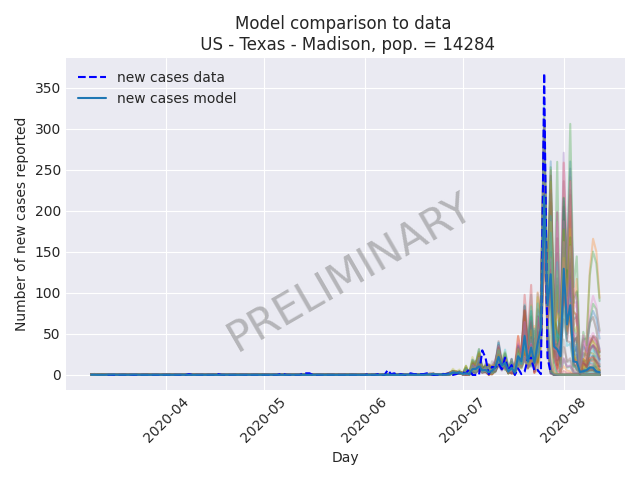 Model comparison to data
US - Texas - Madison, pop. = 14284
new cases data
new cases model
Number of new cases reported
350
300
250
200
150
100
50
0
PRELIMINARY
2020-04
2020-05
2020-06
2020-07
2020-08
Day